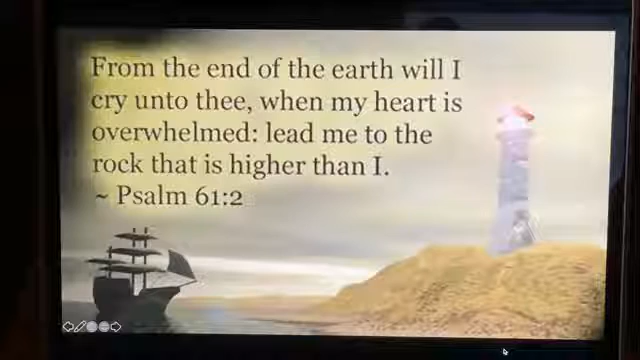 From the end of the earth will I
cry unto thee, when my heart is
overwhelmed: lead me to the
rock that is higher than I.
~ Psalm 61:2